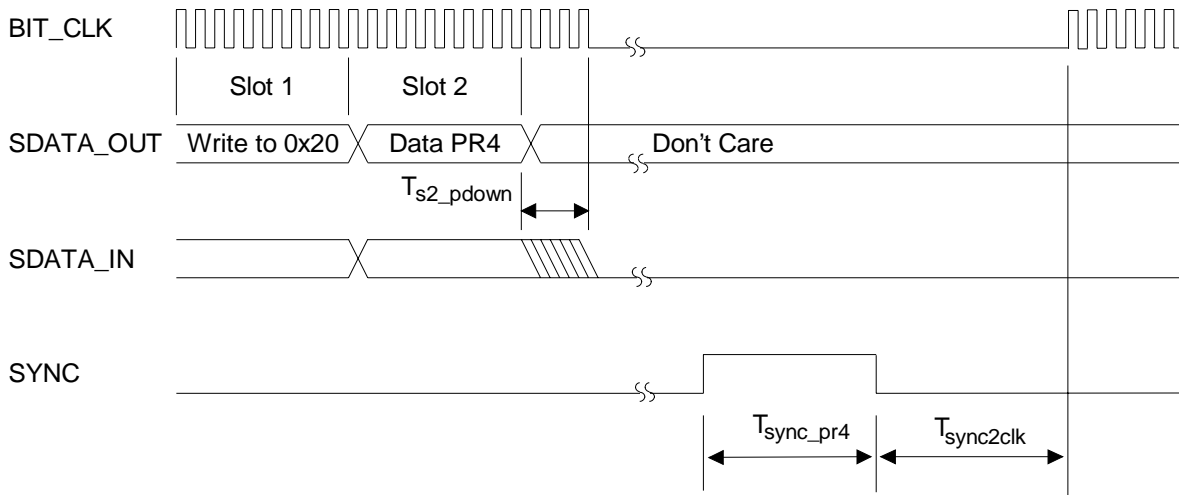 BIT_CLK
Slot 1
Slot 2
SDATA_OUT
Write to 0x20
Data PR4
Don't Care
Ts2_pdown
SDATA_IN
SYNC
Tsync_pr4
Tsync2clk